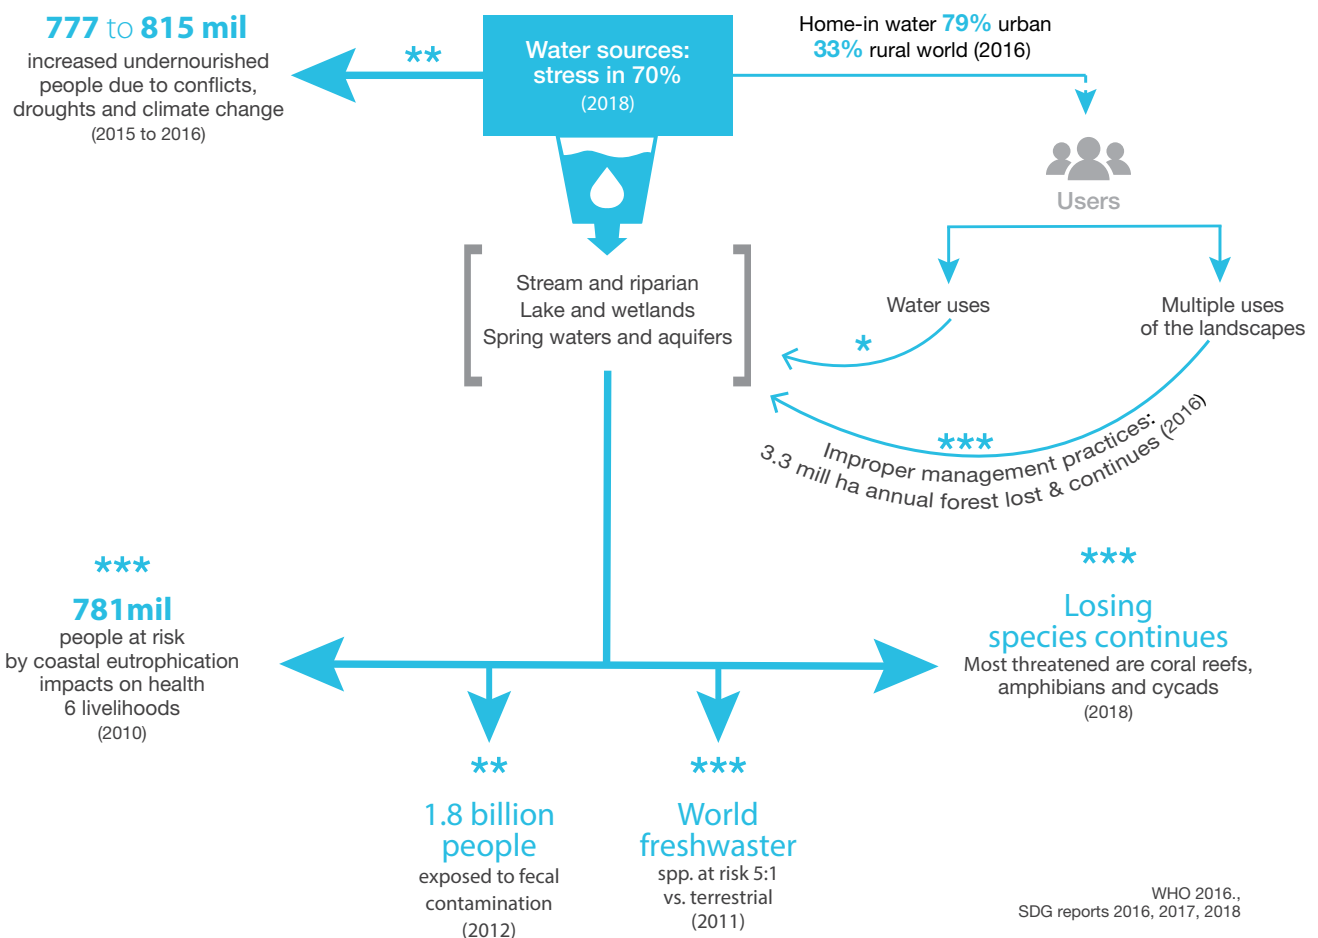 777 to 815 mil
increased undernourished
people due to conflicts,
droughts and climate change
(2015 to 2016)
**
Water sources:
stress in 70%
(2018)
Home-in water 79% urban
33% rural world (2016)
Users
Stream and riparian
Lake and wetlands
Spring waters and aquifers
Water uses
Multiple uses
of the landscapes
*
***
Improper management practices:
3.3 mill ha annual forest lost & continues (2016)
***
781mil
people at risk
by coastal eutrophication
impacts on health
6 livelihoods
(2010)
**
1.8 billion
people
exposed to fecal
contamination
(2012)
***
World
freshwaster
spp. at risk 5:1
vs. terrestrial
(2011)
***
Losing
species continues
Most threatened are coral reefs,
amphibians and cycads
(2018)
WHO 2016.,
SDG reports 2016, 2017, 2018